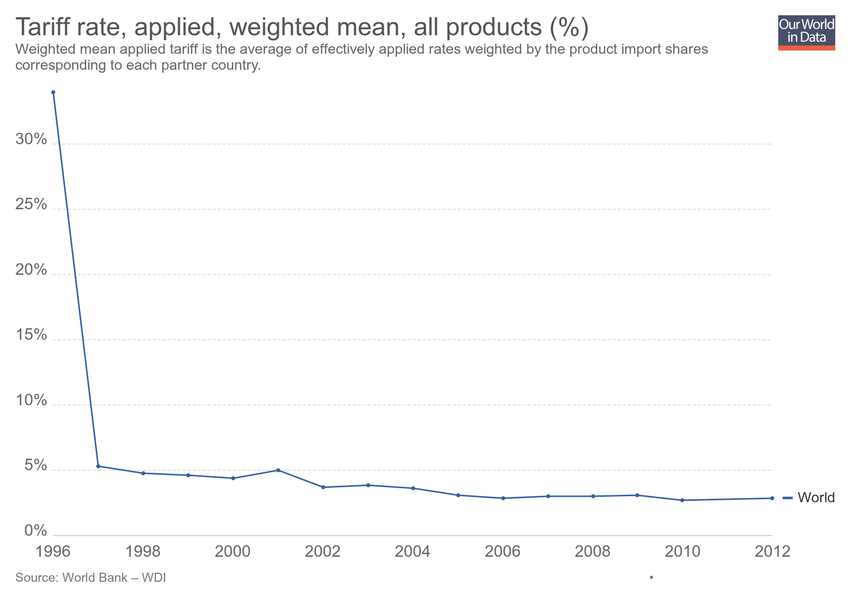 Tariff rate, applied, weighted mean, all products (%)
Our World
in Data
Weighted mean applied tariff is the average of effectively applied rates weighted by the product import shares
corresponding to each partner country.
30%
25%
20%
15%
10%
5%
0%
World
1996 1998 2000 2002 2004 2006 2008 2010 2012
Source: World Bank – WDI